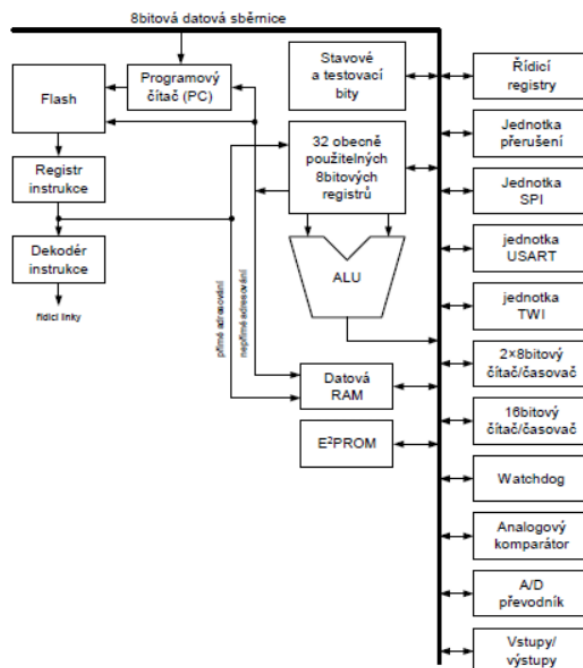 8bitová datová sběrnice
Flash
Programový
čítač (PC)
Registr
instrukce
Dekodér
instrukce
řídící linky
přímé adresování
nepřímé adresování
Stavové
a testovací
bity
32 obecně
použitelných
8bitových
registrů
ALU
Datová
RAM
E²PROM
Řídicí
registry
Jednotka
přerušení
Jednotka
SPI
jednotka
USART
jednotka
TWI
2×8bitový
čítač/časovač
16bitový
čítač/časovač
Watchdog
Analogový
komparátor
A/D
převodník
Vstupy/
výstupy